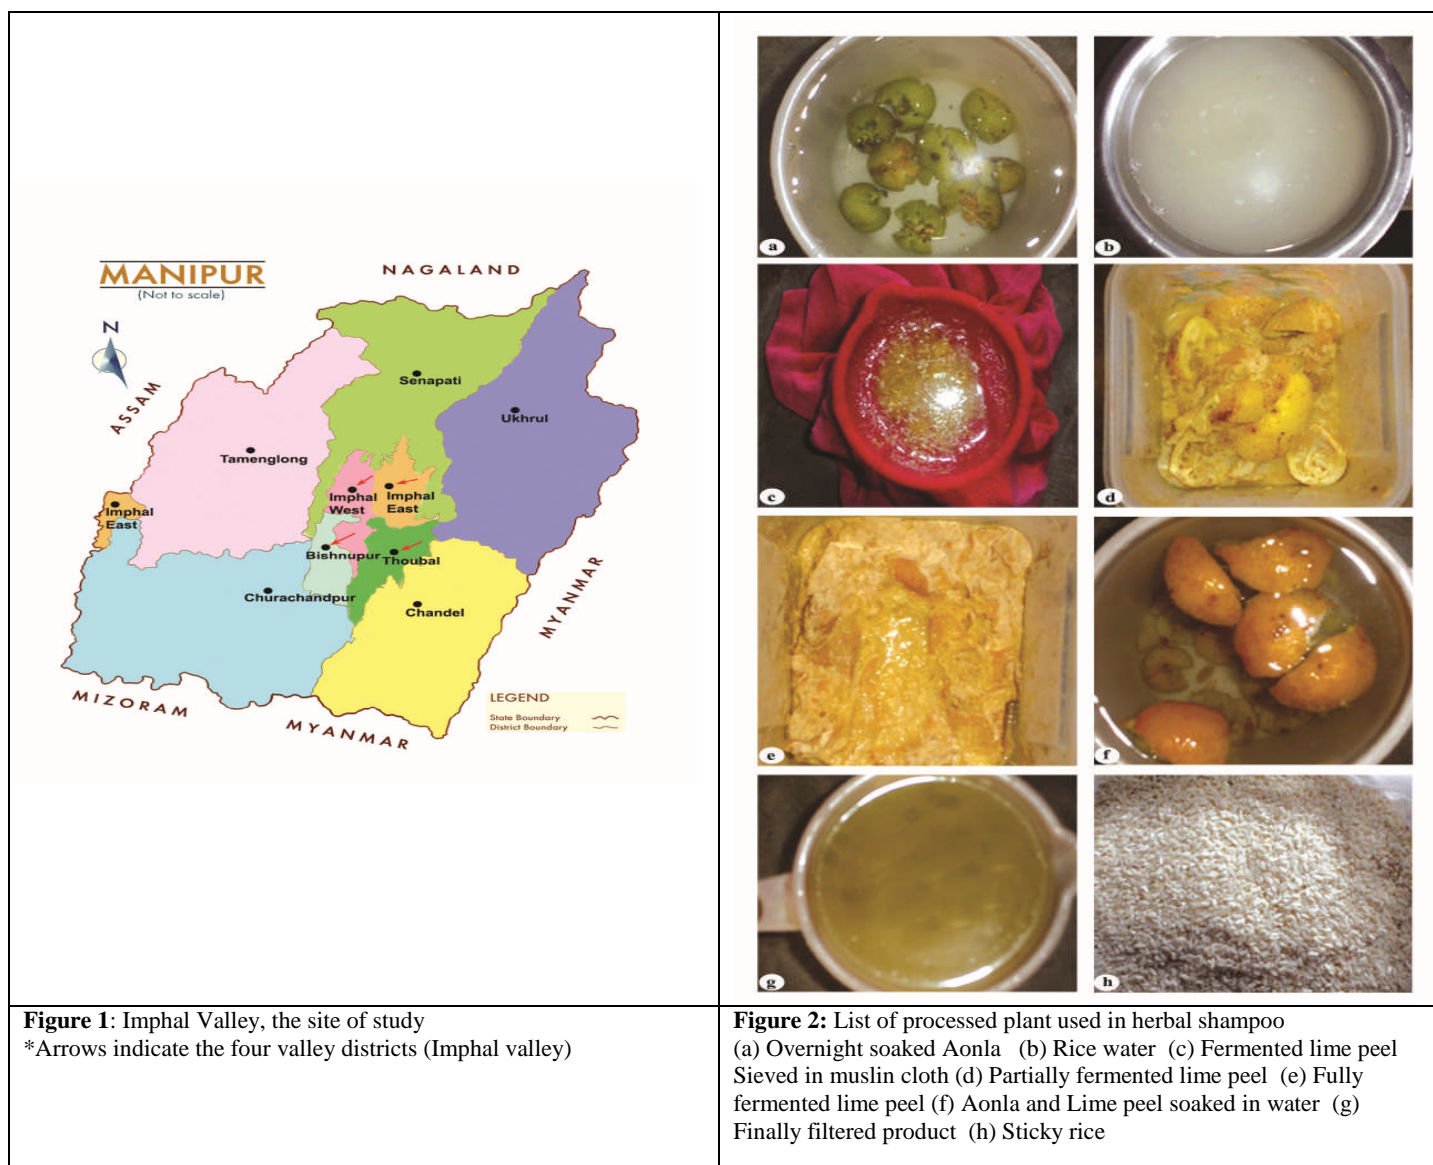 MANIPUR
(Not to scale)
N
NAGALAND
ASSAM
Senapati
Ukhrul
Tamenglong
Imphal
West
Imphal
East
Imphal
East
Bishnupur
Thoubal
Churachandpur
Chandel
MYANMAR
MIZORAM
MYANMAR
LEGEND
State Boundary
District Boundary
a
b
c
d
e
f
g
h
Figure 1: Imphal Valley, the site of study
*Arrows indicate the four valley districts (Imphal valley)
Figure 2: List of processed plant used in herbal shampoo
(a) Overnight soaked Aonla (b) Rice water (c) Fermented lime peel
Sieved in muslin cloth (d) Partially fermented lime peel (e) Fully
fermented lime peel (f) Aonla and Lime peel soaked in water (g)
Finally filtered product (h) Sticky rice